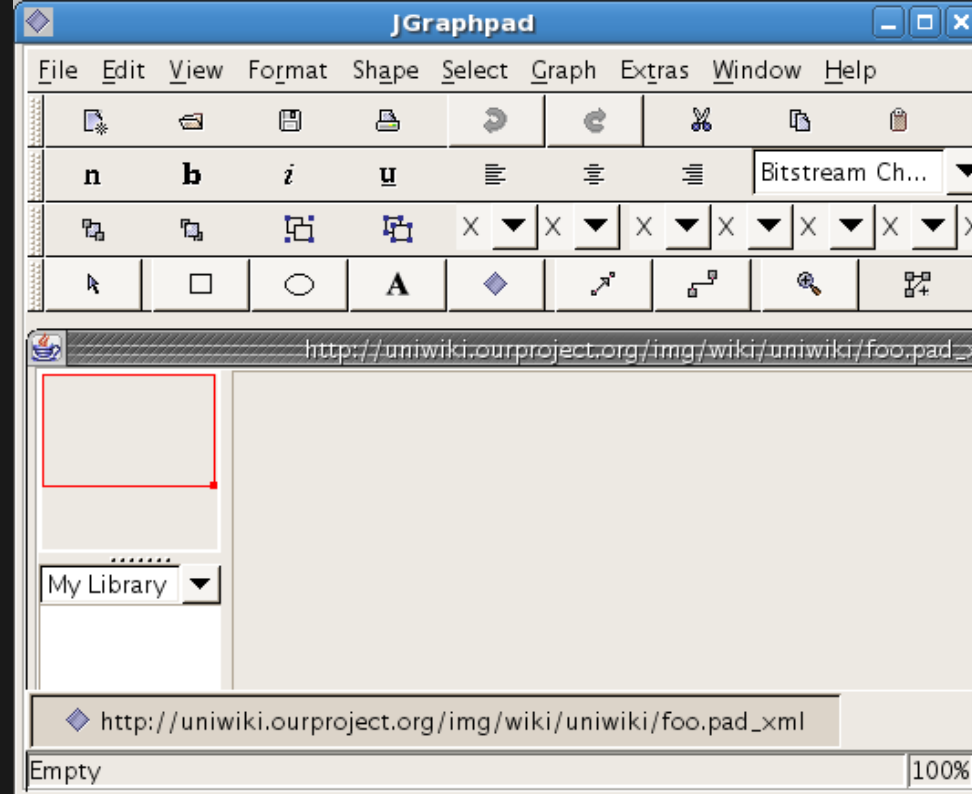 JGraphpad
File Edit View Format Shape Select Graph Extras Window Help
n b i u Bitstream Ch...
X X X X X X X
A
http://uniwiki.ourproject.org/img/wiki/uniwiki/foo.pad_x
My Library
http://uniwiki.ourproject.org/img/wiki/uniwiki/foo.pad_xml
Empty 100%